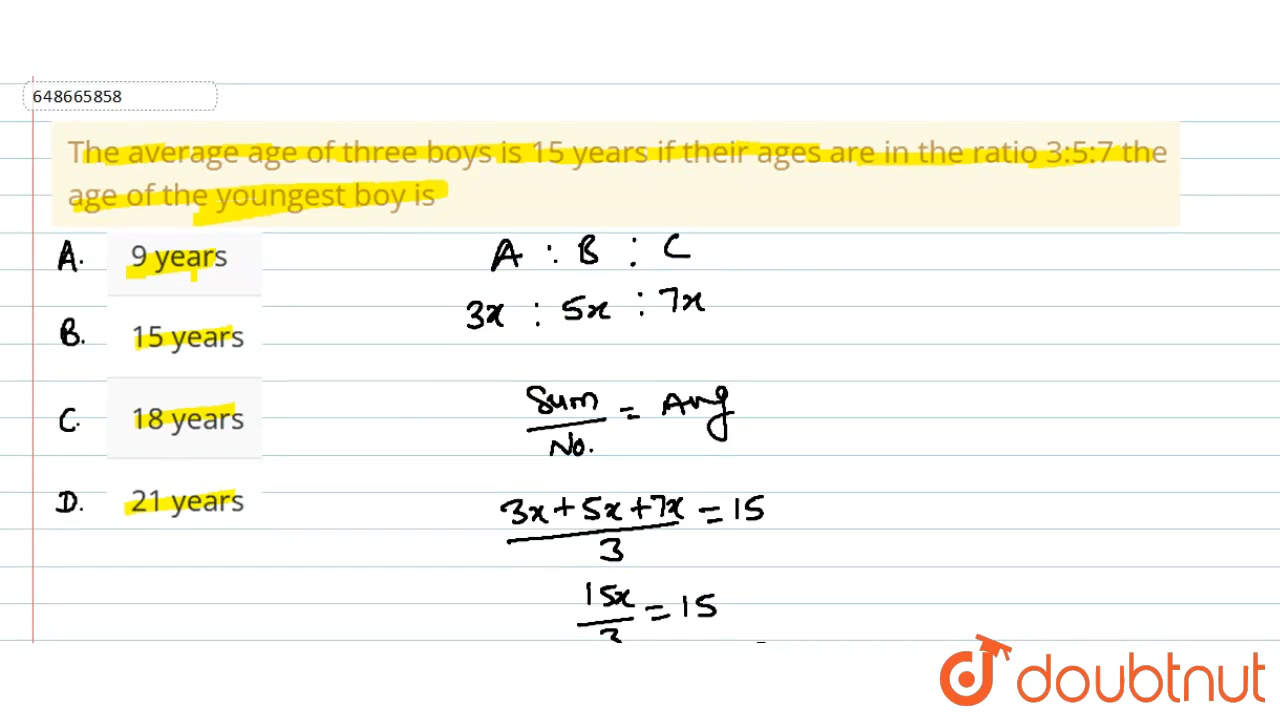 648665858
The average age of three boys is 15 years if their ages are in the ratio 3:5:7 the
age of the youngest boy is
A. 9 years
B. 15 years
C. 18 years
D. 21 years
A : B : C
3x : 5x : 7x
Sum
No. = Avg
3x+5x+7x = 15
3
15x = 15
3
doubtnut